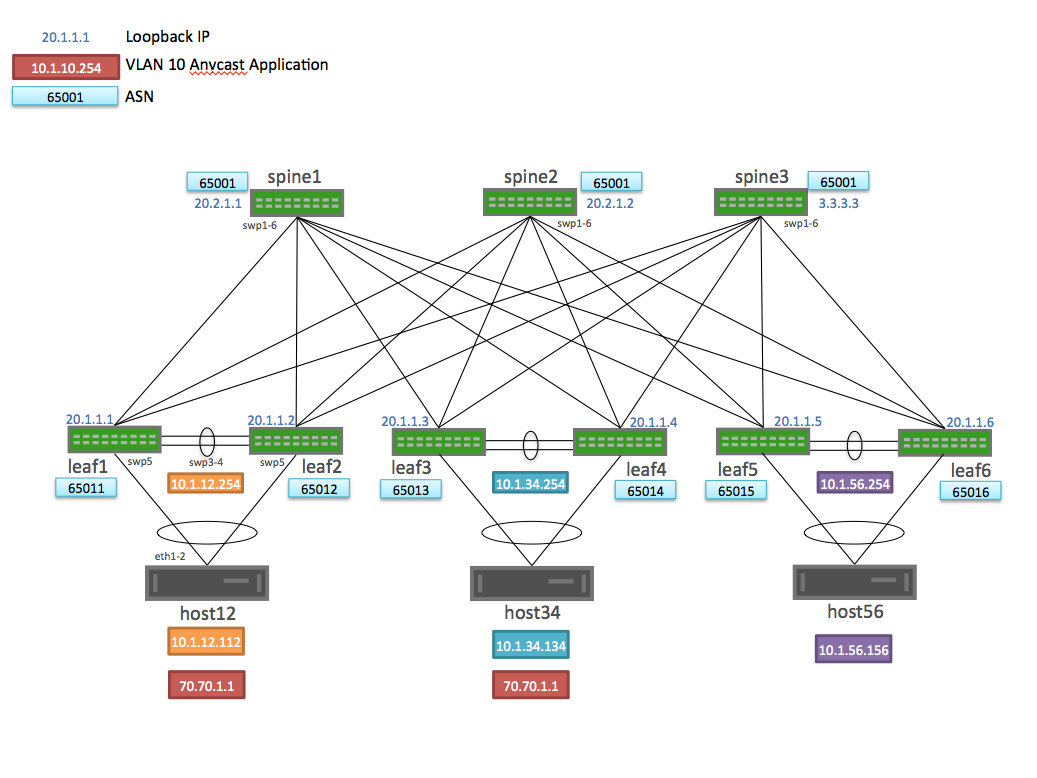 20.1.1.1 Loopback IP
10.1.10.254 VLAN 10 Anycast Application
65001 ASN
spine1 spine2 spine3
65001 65001 65001
20.2.1.1 20.2.1.2 3.3.3.3
swp1-6 swp1-6 swp1-6
20.1.1.1 20.1.1.2 20.1.1.3 20.1.1.4 20.1.1.5 20.1.1.6
leaf1 swp5 swp3-4 swp5 leaf2 leaf3 leaf4 leaf5 leaf6
65011 10.1.12.254 65012 65013 10.1.34.254 65014 65015 10.1.56.254 65016
eth1-2
host12 host34 host56
10.1.12.112 10.1.34.134 10.1.56.156
70.70.1.1 70.70.1.1